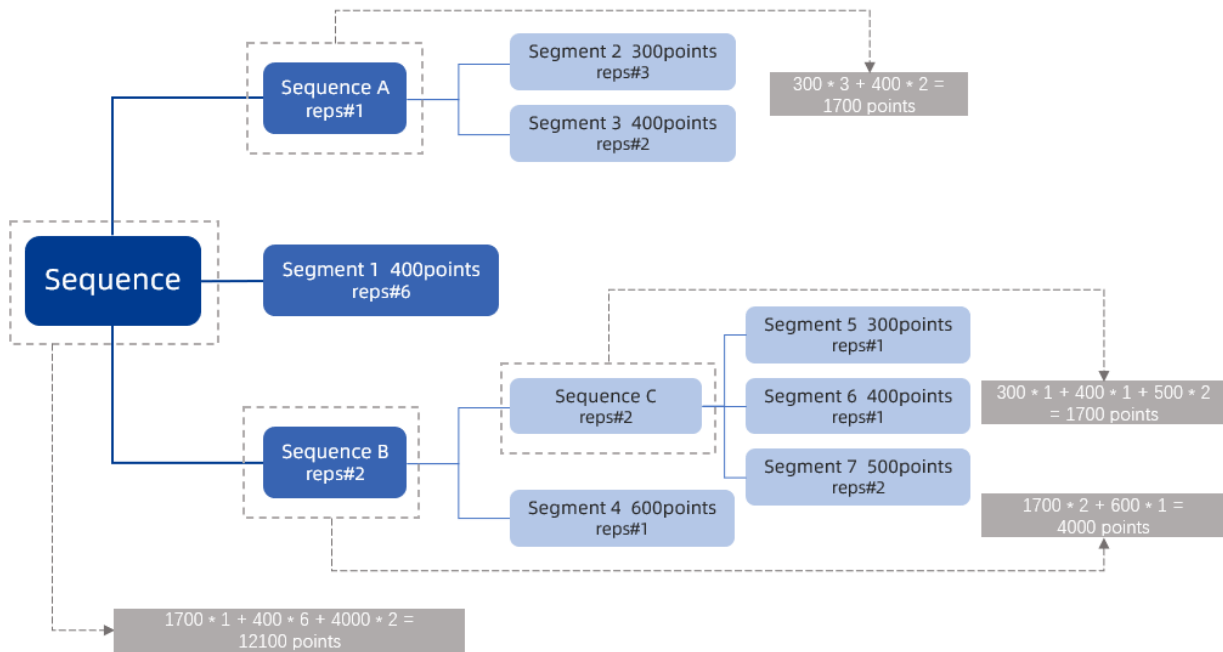 Sequence A
reps#1
Segment 2  300points
reps#3
Segment 3  400points
reps#2
300 * 3 + 400 * 2 =
1700 points
Sequence
Segment 1  400points
reps#6
Sequence B
reps#2
Sequence C
reps#2
Segment 4  600points
reps#1
Segment 5  300points
reps#1
Segment 6  400points
reps#1
Segment 7  500points
reps#2
300 * 1 + 400 * 1 + 500 * 2
= 1700 points
1700 * 2 + 600 * 1 =
4000 points
1700 * 1 + 400 * 6 + 4000 * 2 =
12100 points